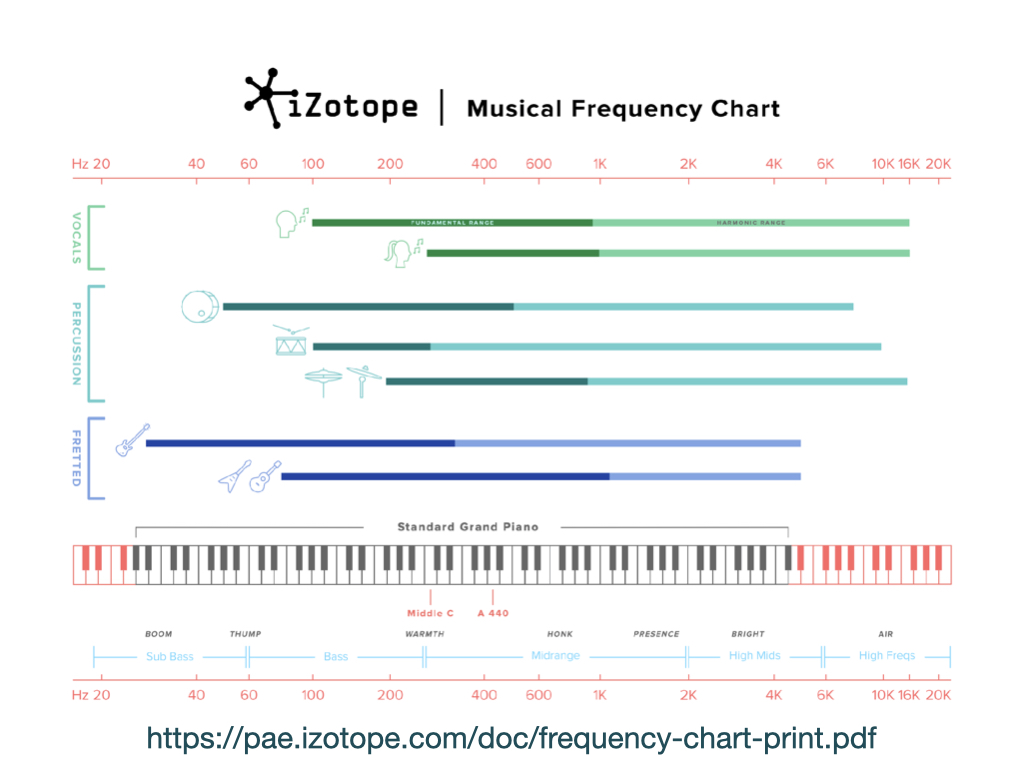 iZotope | Musical Frequency Chart
Hz 20 40 60 100 200 400 600 1K 2K 4K 6K 10K 16K 20K
VOCALS
FUNDAMENTAL RANGE HARMONIC RANGE
PERCUSSION
FRETTED
Standard Grand Piano
Middle C A 440
BOOM THUMP WARMTH HONK PRESENCE BRIGHT AIR
Sub Bass Bass Midrange High Mids High Freqs
Hz 20 40 60 100 200 400 600 1K 2K 4K 6K 10K 16K 20K
https://pae.izotope.com/doc/frequency-chart-print.pdf